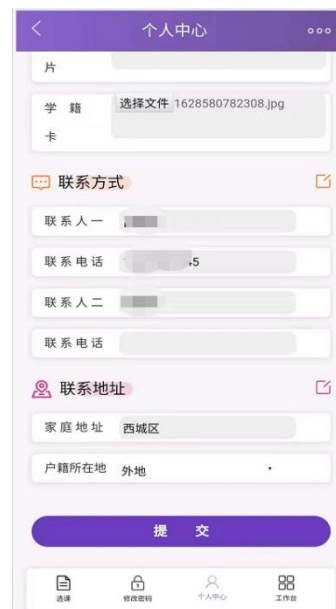 个人中心
片
学 籍 选择文件 1628580782308.jpg
卡
联系方式
联系人一
联系电话 45
联系人二
联系电话
联系地址
家庭地址 西城区
户籍所在地 外地
提 交
选课 修改密码 个人中心 工作台